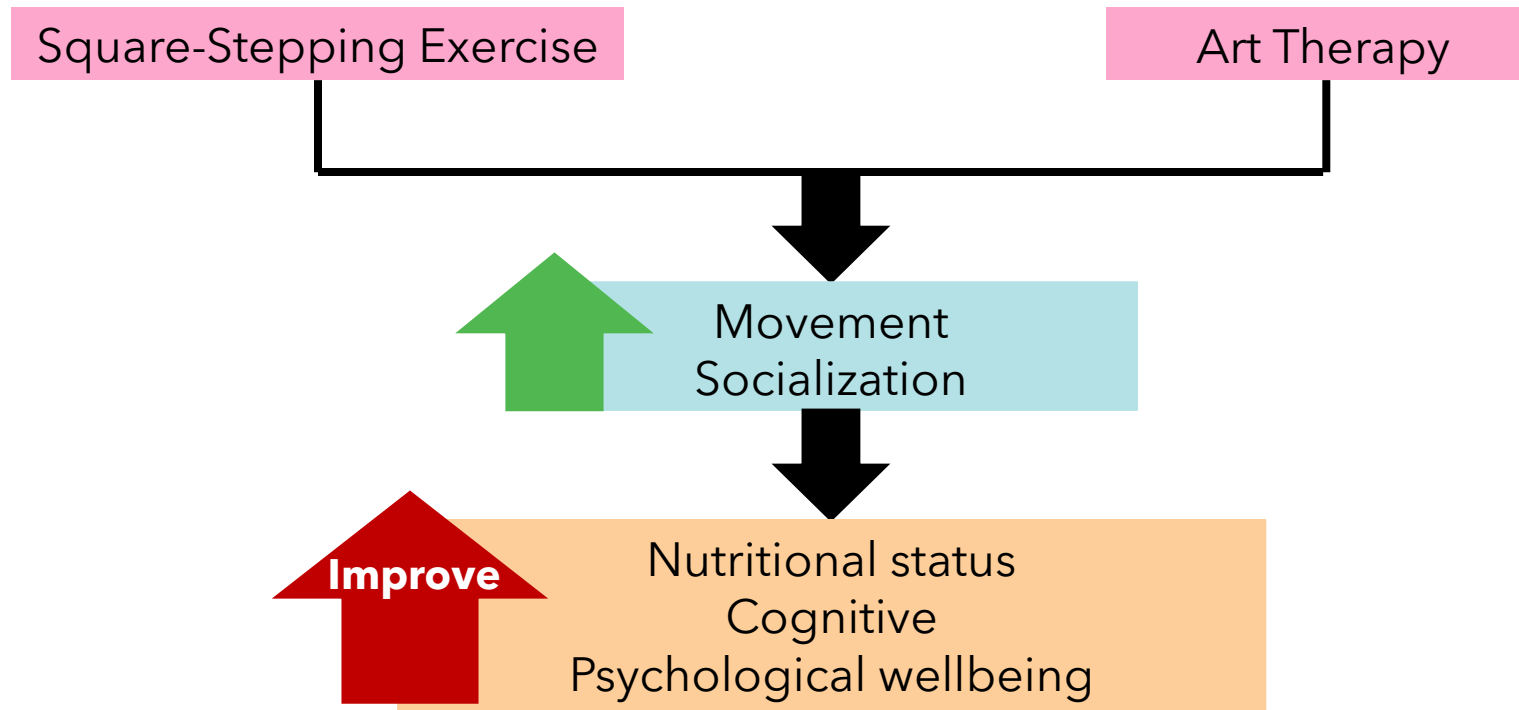 Square-Stepping Exercise
Art Therapy
Movement
Socialization
Improve
Nutritional status
Cognitive
Psychological wellbeing